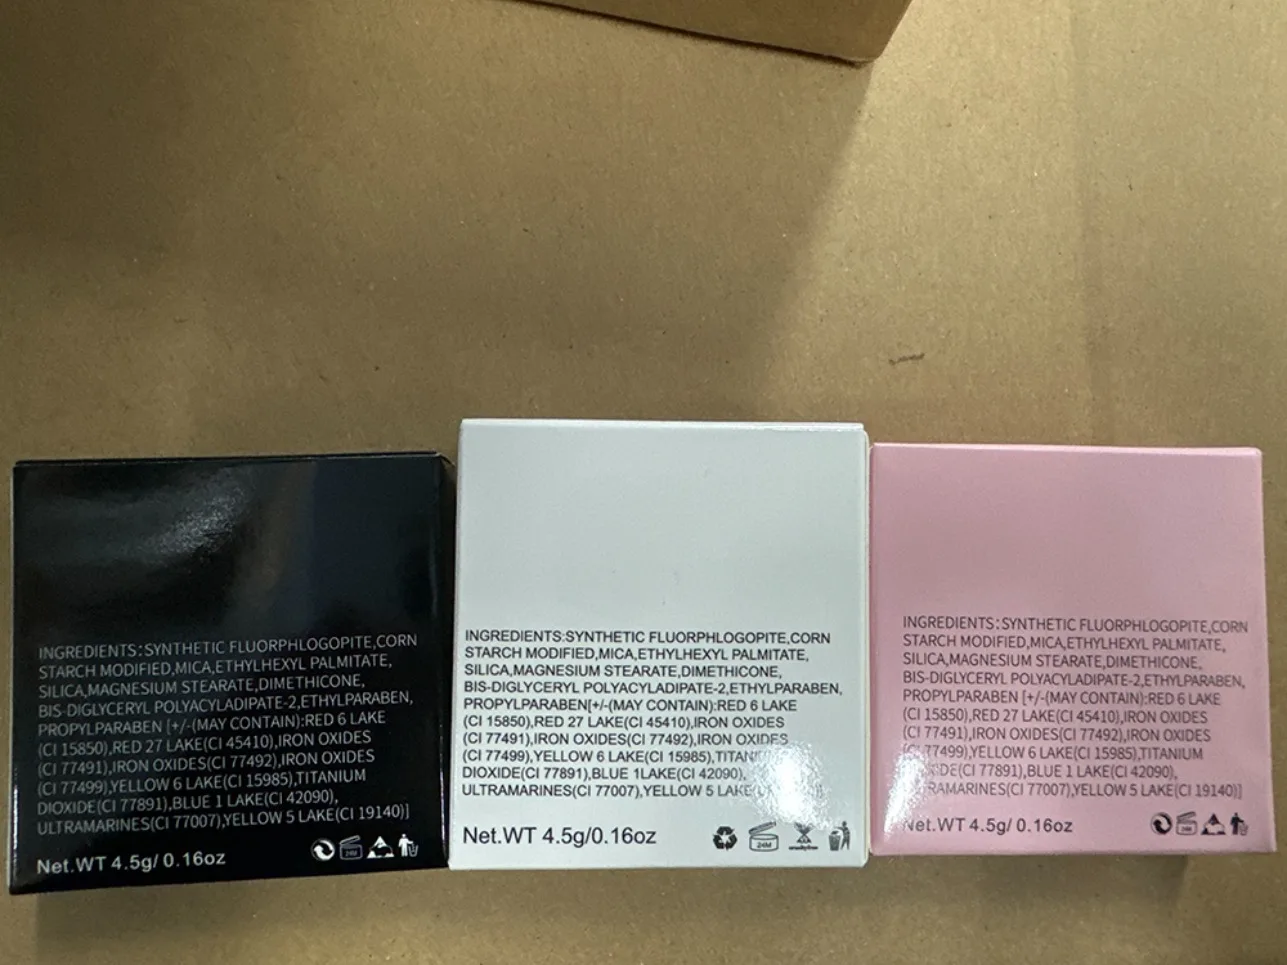 INGREDIENTS:SYNTHETIC FLUORPHLOGOPITE,CORN
STARCH MODIFIED,MICA,ETHYLHEXYL PALMITATE,
SILICA,MAGNESIUM STEARATE,DIMETHICONE,
BIS-DIGLYCERYL POLYACYLADIPATE-2,ETHYLPARABEN,
PROPYLPARABEN [+/-(MAY CONTAIN):RED 6 LAKE
(CI 15850),RED 27 LAKE(CI 45410),IRON OXIDES
(CI 77491),IRON OXIDES(CI 77492),IRON OXIDES
(CI 77499),YELLOW 6 LAKE(CI 15985),TITANIUM
DIOXIDE(CI 77891),BLUE 1 LAKE(CI 42090),
ULTRAMARINES(CI 77007),YELLOW 5 LAKE(CI 19140)]
Net.WT 4.5g/ 0.16oz
24M
INGREDIENTS:SYNTHETIC FLUORPHLOGOPITE,CORN
STARCH MODIFIED,MICA,ETHYLHEXYL PALMITATE,
SILICA,MAGNESIUM STEARATE,DIMETHICONE,
BIS-DIGLYCERYL POLYACYLADIPATE-2,ETHYLPARABEN,
PROPYLPARABEN[+/-(MAY CONTAIN):RED 6 LAKE
(CI 15850),RED 27 LAKE(CI 45410),IRON OXIDES
(CI 77491),IRON OXIDES(CI 77492),IRON OXIDES
(CI 77499),YELLOW 6 LAKE(CI 15985),
DIOXIDE(CI 77891),BLUE 1LAKE(CI 42090),
ULTRAMARINES(CI 77007),YELLOW 5 LAKE
Net.WT 4.5g/0.16oz
24M
crueltyfree
INGREDIENTS:SYNTHETIC FLUORPHLOGOPITE,CORN
STARCH MODIFIED,MICA,ETHYLHEXYL PALMITATE,
SILICA,MAGNESIUM STEARATE,DIMETHICONE,
BIS-DIGLYCERYL POLYACYLADIPATE-2,ETHYLPARABEN,
PROPYLPARABEN [+/-(MAY CONTAIN):RED 6 LAKE
(CI 15850),RED 27 LAKE(CI 45410),IRON OXIDES
(CI 77491),IRON OXIDES(CI 77492),IRON OXIDES
77499),YELLOW 6 LAKE(CI 15985),TITANIUM
(CI 77891),BLUE 1 LAKE(CI 42090),
(CI 77007),YELLOW 5 LAKE(CI 19140)]
Net.WT 4.5g/ 0.16oz
24M